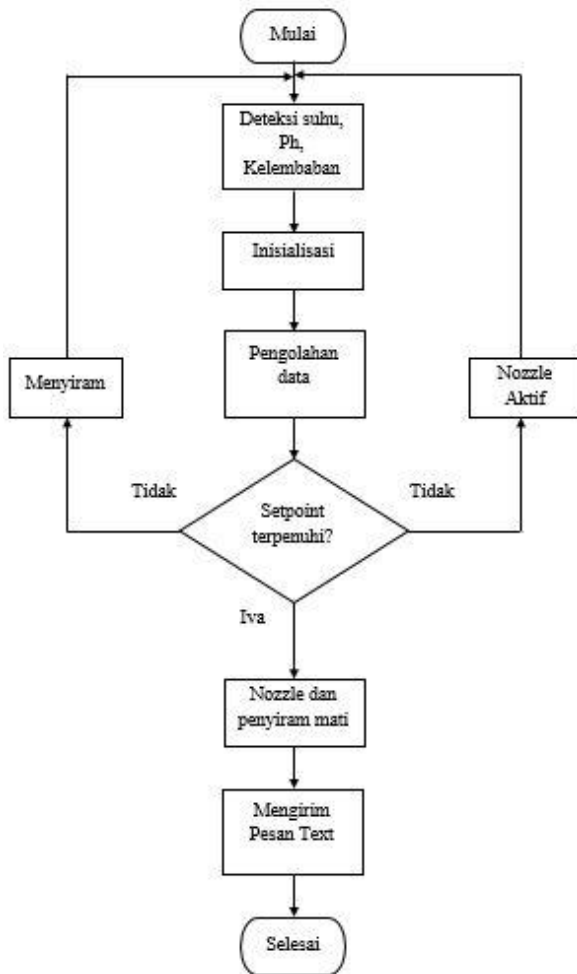 Mulai
Deteksi suhu,
Ph,
Kelembaban
Inisialisasi
Pengolahan
data
Menyiram
Nozzle
Aktif
Tidak
Setpoint
terpenuhi?
Tidak
Iya
Nozzle dan
penyiram mati
Mengirim
Pesan Text
Selesai